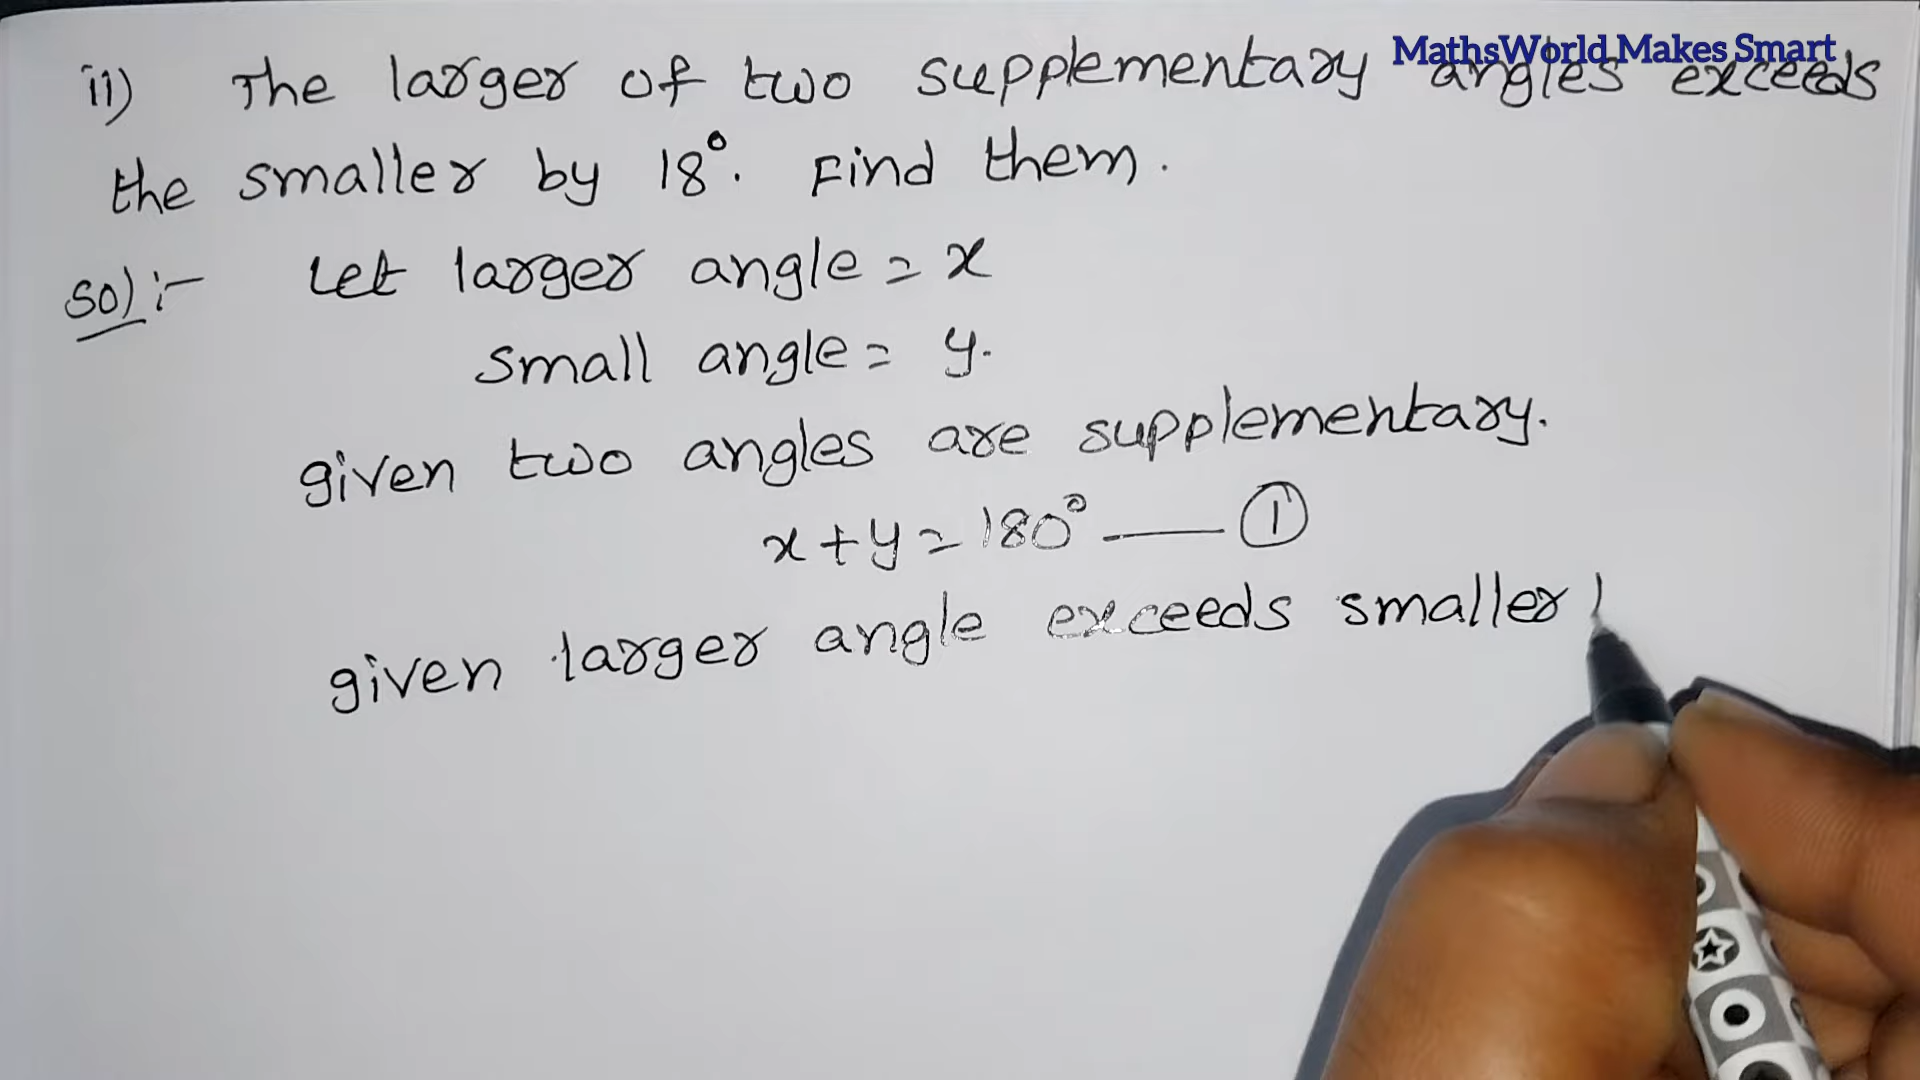 MathsWorld Makes Smart
ii) The larger of two supplementary angles exceeds
the smaller by 18°. Find them.
Sol:- Let larger angle = x
small angle = y.
given two angles are supplementary.
x + y = 180° —— ①
given larger angle exceeds smaller